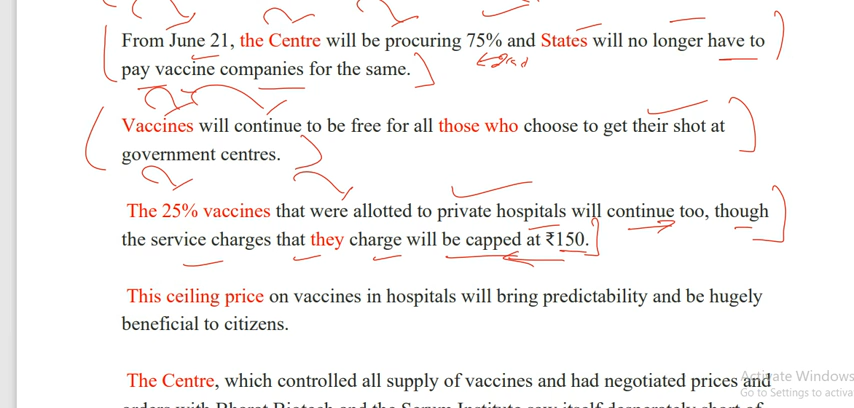 From June 21, the Centre will be procuring 75% and States will no longer have to
pay vaccine companies for the same.
Vaccines will continue to be free for all those who choose to get their shot at
government centres.
The 25% vaccines that were allotted to private hospitals will continue too, though
the service charges that they charge will be capped at ₹150.
This ceiling price on vaccines in hospitals will bring predictability and be hugely
beneficial to citizens.
The Centre, which controlled all supply of vaccines and had negotiated prices and
Activate Windows
Go to Settings to activa